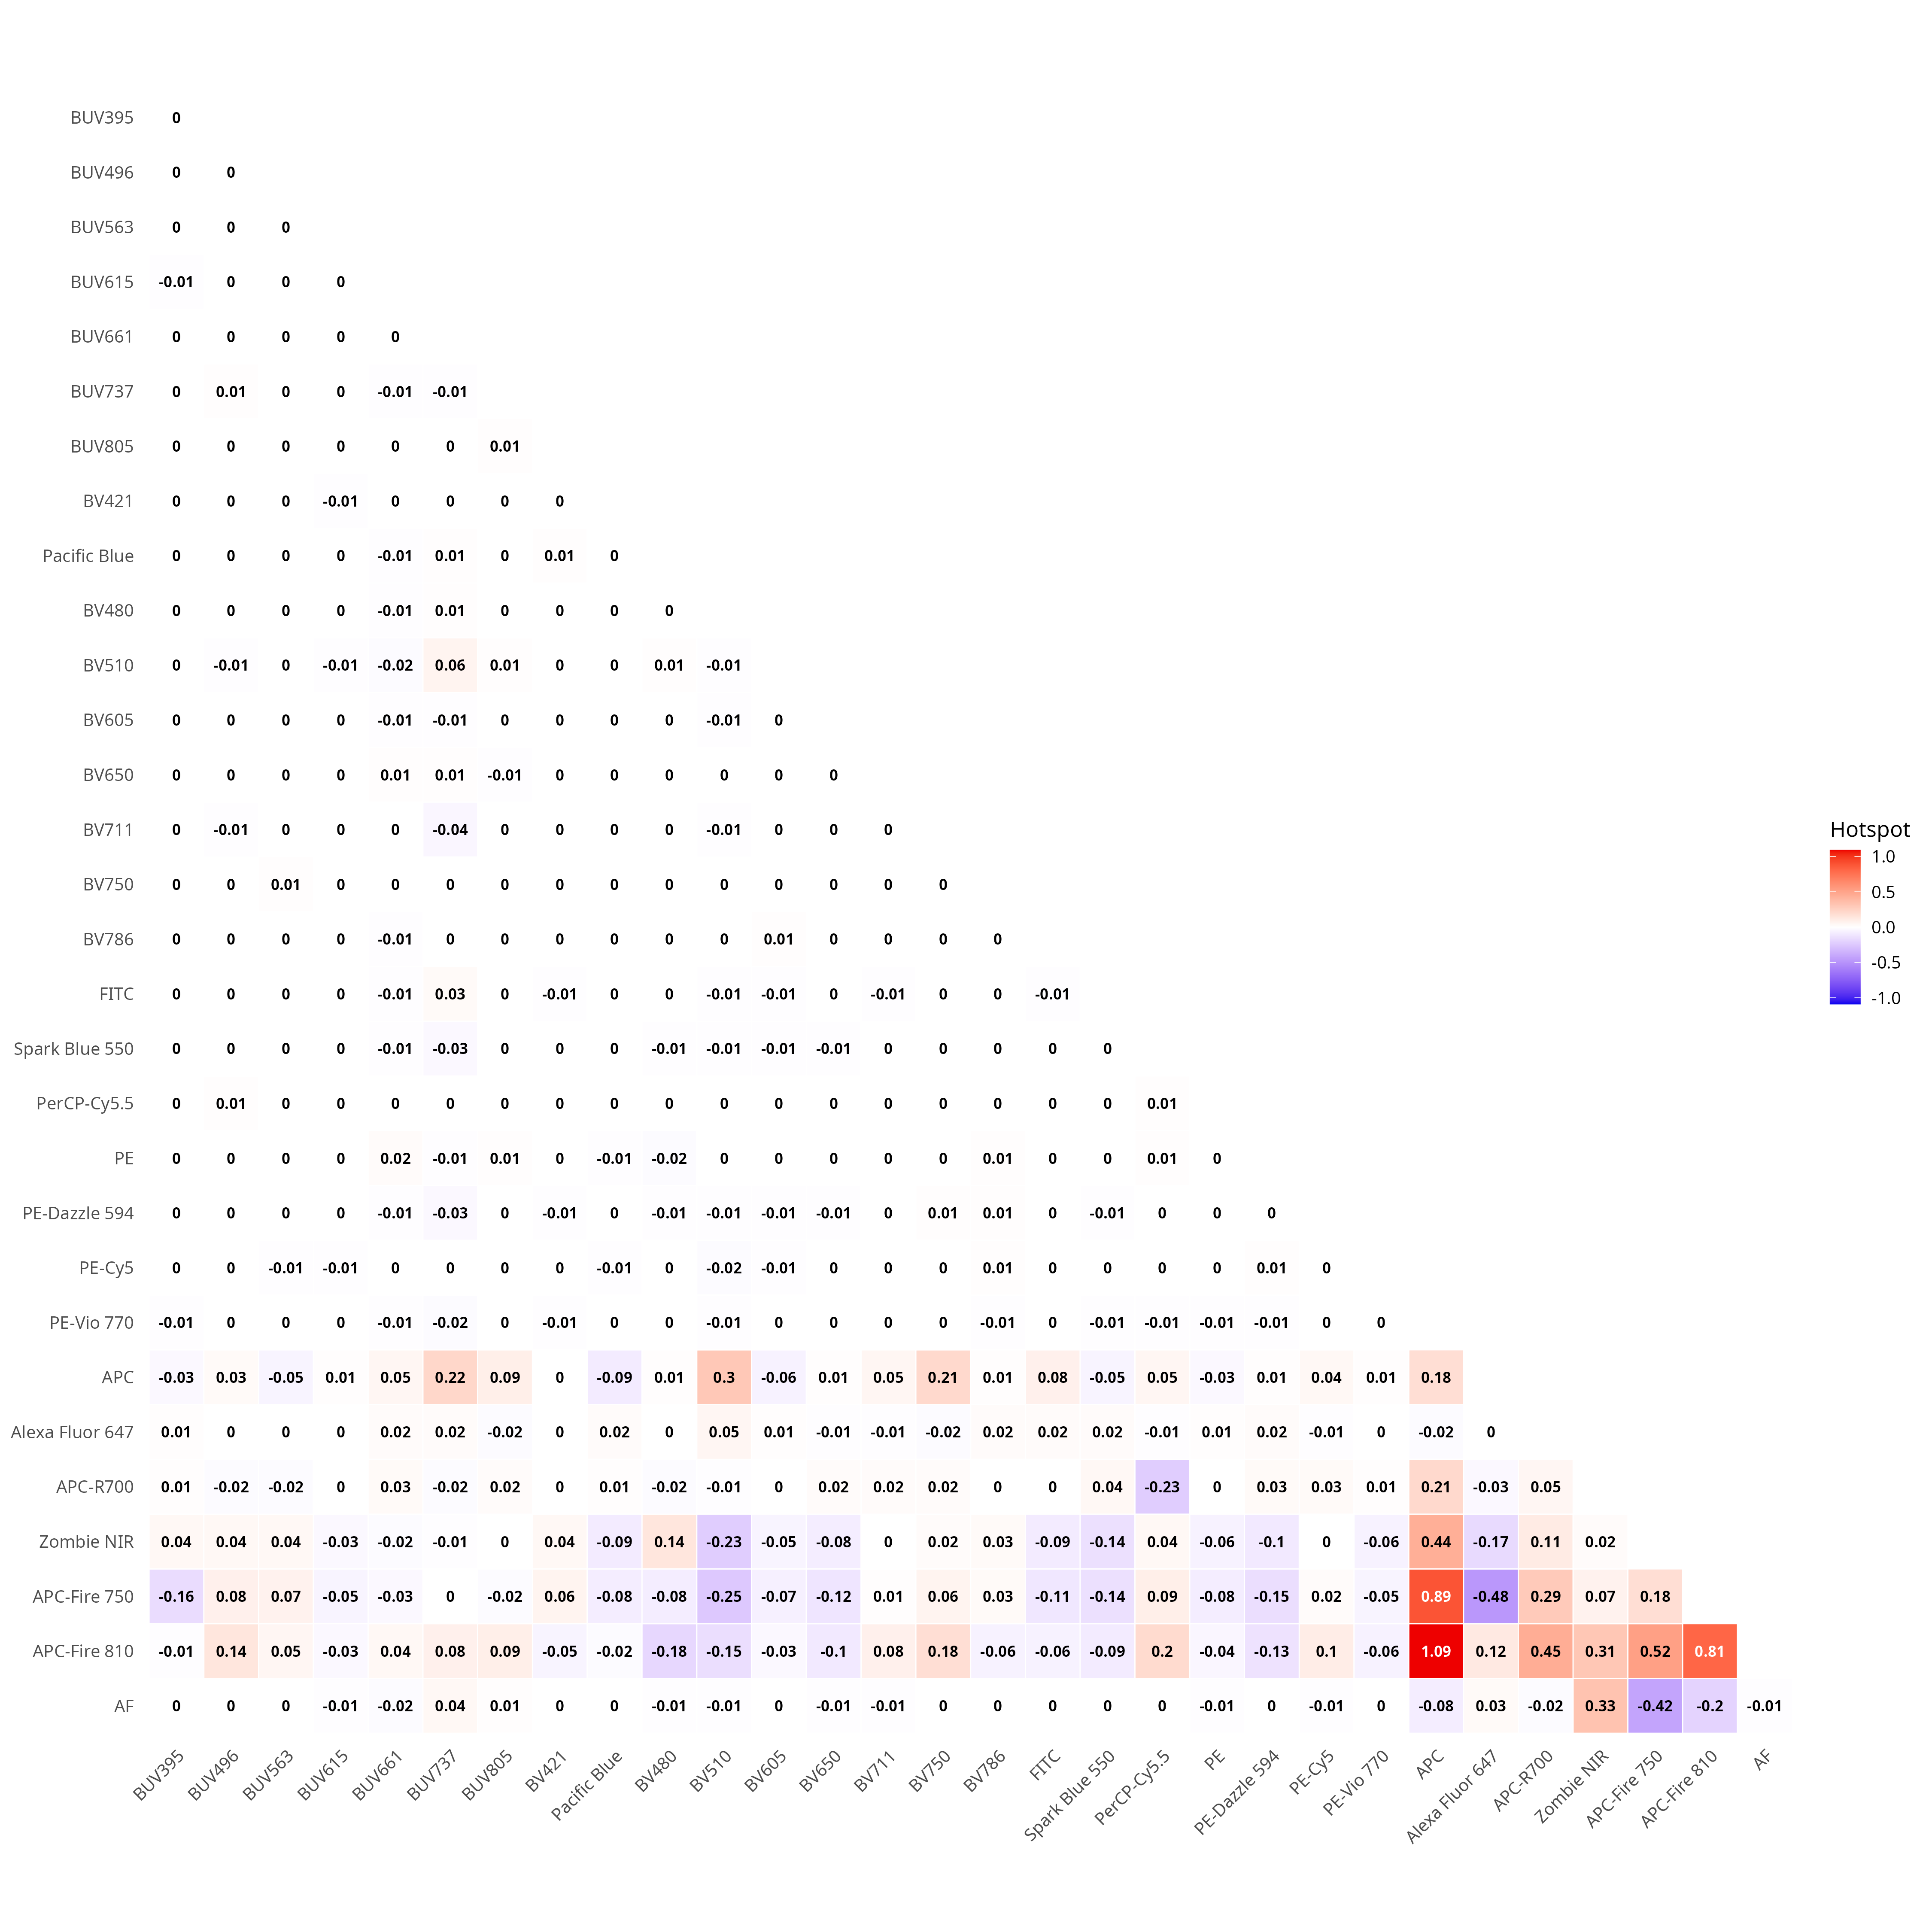 BUV395 0
BUV496 0 0
BUV563 0 0 0
BUV615 -0.01 0 0 0
BUV661 0 0 0 0 0
BUV737 0 0.01 0 0 -0.01 -0.01
BUV805 0 0 0 0 0 0 0.01
BV421 0 0 0 -0.01 0 0 0 0
Pacific Blue 0 0 0 0 -0.01 0.01 0 0.01 0
BV480 0 0 0 0 -0.01 0.01 0 0 0 0
BV510 0 -0.01 0 -0.01 -0.02 0.06 0.01 0 0 0.01 -0.01
BV605 0 0 0 0 -0.01 -0.01 0 0 0 0 -0.01 0
BV650 0 0 0 0 0.01 0.01 -0.01 0 0 0 0 0 0
BV711 0 -0.01 0 0 0 -0.04 0 0 0 0 -0.01 0 0 0
Hotspot
BV750 0 0 0.01 0 0 0 0 0 0 0 0 0 0 0 0
1.0
0.5
0.0
-0.5
-1.0
BV786 0 0 0 0 -0.01 0 0 0 0 0 0 0.01 0 0 0 0
FITC 0 0 0 0 -0.01 0.03 0 -0.01 0 0 -0.01 -0.01 0 -0.01 0 0 -0.01
Spark Blue 550 0 0 0 0 -0.01 -0.03 0 0 0 -0.01 -0.01 -0.01 -0.01 0 0 0 0 0
PerCP-Cy5.5 0 0.01 0 0 0 0 0 0 0 0 0 0 0 0 0 0 0 0 0.01
PE 0 0 0 0 0.02 -0.01 0.01 0 -0.01 -0.02 0 0 0 0 0 0.01 0 0 0.01 0
PE-Dazzle 594 0 0 0 0 -0.01 -0.03 0 -0.01 0 -0.01 -0.01 -0.01 -0.01 0 0.01 0.01 0 -0.01 0 0 0
PE-Cy5 0 0 -0.01 -0.01 0 0 0 0 -0.01 0 -0.02 -0.01 0 0 0 0.01 0 0 0 0 0.01 0
PE-Vio 770 -0.01 0 0 0 -0.01 -0.02 0 -0.01 0 0 -0.01 0 0 0 0 -0.01 0 -0.01 -0.01 -0.01 -0.01 0 0
APC -0.03 0.03 -0.05 0.01 0.05 0.22 0.09 0 -0.09 0.01 0.3 -0.06 0.01 0.05 0.21 0.01 0.08 -0.05 0.05 -0.03 0.01 0.04 0.01 0.18
Alexa Fluor 647 0.01 0 0 0 0.02 0.02 -0.02 0 0.02 0 0.05 0.01 -0.01 -0.01 -0.02 0.02 0.02 0.02 -0.01 0.01 0.02 -0.01 0 -0.02 0
APC-R700 0.01 -0.02 -0.02 0 0.03 -0.02 0.02 0 0.01 -0.02 -0.01 0 0.02 0.02 0.02 0 0 0.04 -0.23 0 0.03 0.03 0.01 0.21 -0.03 0.05
Zombie NIR 0.04 0.04 0.04 -0.03 -0.02 -0.01 0 0.04 -0.09 0.14 -0.23 -0.05 -0.08 0 0.02 0.03 -0.09 -0.14 0.04 -0.06 -0.1 0 -0.06 0.44 -0.17 0.11 0.02
APC-Fire 750 -0.16 0.08 0.07 -0.05 -0.03 0 -0.02 0.06 -0.08 -0.08 -0.25 -0.07 -0.12 0.01 0.06 0.03 -0.11 -0.14 0.09 -0.08 -0.15 0.02 -0.05 0.89 -0.48 0.29 0.07 0.18
APC-Fire 810 -0.01 0.14 0.05 -0.03 0.04 0.08 0.09 -0.05 -0.02 -0.18 -0.15 -0.03 -0.1 0.08 0.18 -0.06 -0.06 -0.09 0.2 -0.04 -0.13 0.1 -0.06 1.09 0.12 0.45 0.31 0.52 0.81
AF 0 0 0 -0.01 -0.02 0.04 0.01 0 0 -0.01 -0.01 0 -0.01 -0.01 0 0 0 0 0 -0.01 0 -0.01 0 -0.08 0.03 -0.02 0.33 -0.42 -0.2 -0.01
BUV395 BUV496 BUV563 BUV615 BUV661 BUV737 BUV805 BV421 Pacific Blue BV480 BV510 BV605 BV650 BV711 BV750 BV786 FITC Spark Blue 550 PerCP-Cy5.5 PE PE-Dazzle 594 PE-Cy5 PE-Vio 770 APC Alexa Fluor 647 APC-R700 Zombie NIR APC-Fire 750 APC-Fire 810 AF